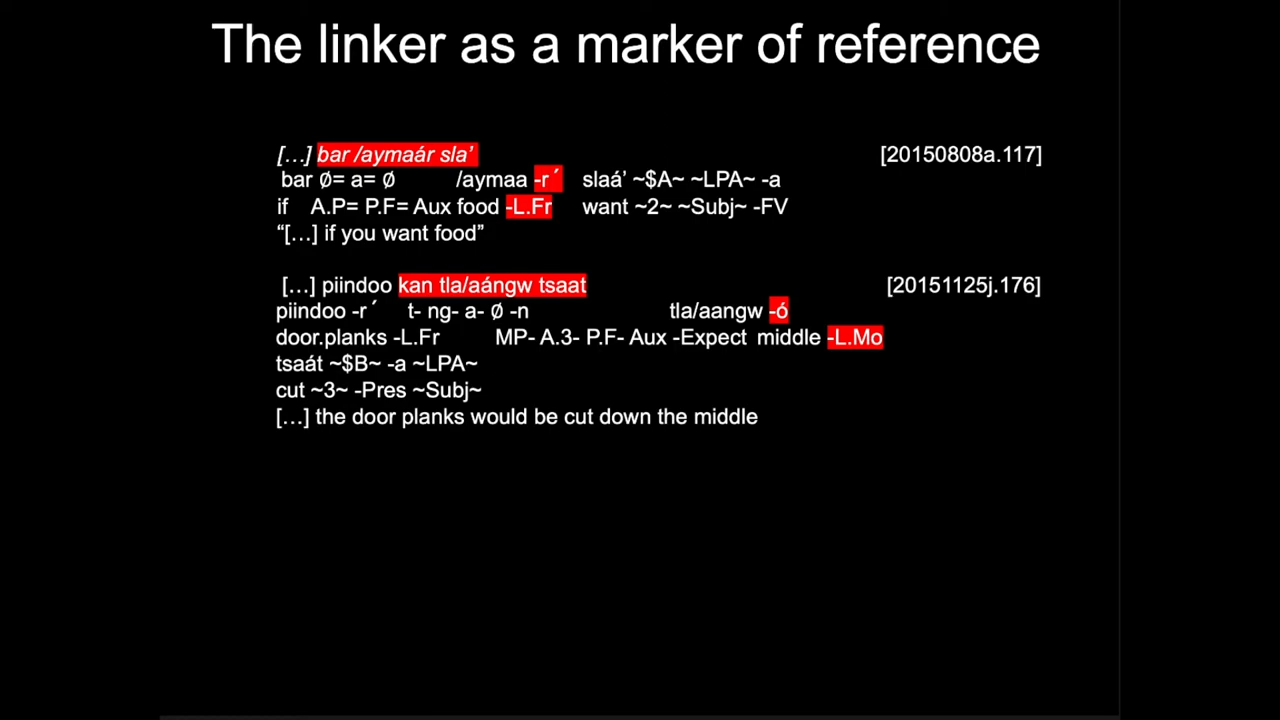 The linker as a marker of reference
[…] bar /aymaár sla’ [20150808a.117]
bar ∅= a= ∅ /aymaa -r ́ slaá’ ~$A~ ~LPA~ -a
if A.P= P.F= Aux food -L.Fr want ~2~ ~Subj~ -FV
“[…] if you want food”
[…] piindoo kan tla/aángw tsaat [20151125j.176]
piindoo -r ́ t- ng- a- ∅ -n tla/aangw -ó
door.planks -L.Fr MP- A.3- P.F- Aux -Expect middle -L.Mo
tsaát ~$B~ -a ~LPA~
cut ~3~ -Pres ~Subj~
[…] the door planks would be cut down the middle